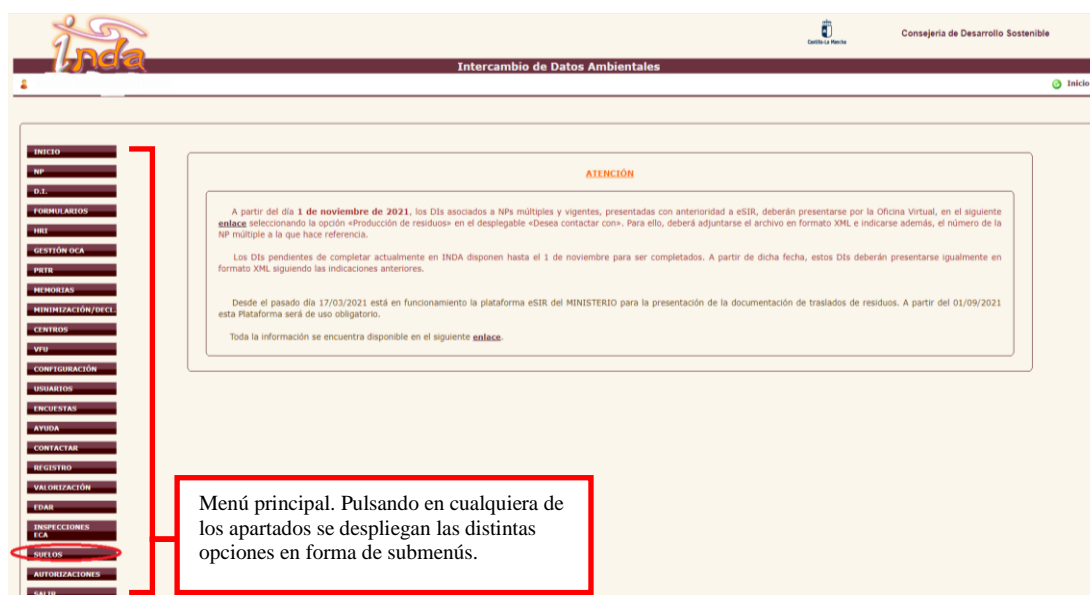 Inda
Castilla-La Mancha
Consejería de Desarrollo Sostenible
Intercambio de Datos Ambientales
Inicio
INICIO
NP
D.I.
FORMULARIOS
HRI
GESTIÓN OCA
PRTR
MEMORIAS
MINIMIZACIÓN/DECL.
CENTROS
VFU
CONFIGURACIÓN
USUARIOS
ENCUESTAS
AYUDA
CONTACTAR
REGISTRO
VALORIZACIÓN
EDAR
INSPECCIONES
ECA
SUELOS
AUTORIZACIONES
SALIR
ATENCIÓN
A partir del día 1 de noviembre de 2021, los DIs asociados a NPs múltiples y vigentes, presentadas con anterioridad a eSIR, deberán presentarse por la Oficina Virtual, en el siguiente
enlace seleccionando la opción «Producción de residuos» en el desplegable «Desea contactar con». Para ello, deberá adjuntarse el archivo en formato XML e indicarse además, el número de la
NP múltiple a la que hace referencia.
Los DIs pendientes de completar actualmente en INDA disponen hasta el 1 de noviembre para ser completados. A partir de dicha fecha, estos DIs deberán presentarse igualmente en
formato XML siguiendo las indicaciones anteriores.
Desde el pasado día 17/03/2021 está en funcionamiento la plataforma eSIR del MINISTERIO para la presentación de la documentación de traslados de residuos. A partir del 01/09/2021
esta Plataforma será de uso obligatorio.
Toda la información se encuentra disponible en el siguiente enlace.
Menú principal. Pulsando en cualquiera de
los apartados se despliegan las distintas
opciones en forma de submenús.